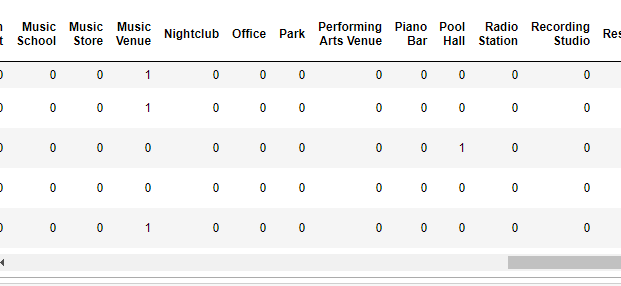 n Music Music Music Nightclub Office Park Performing Piano Pool Radio Recording Res
t School Store Venue Arts Venue Bar Hall Station Studio
0 0 0 1 0 0 0 0 0 0 0 0
0 0 0 1 0 0 0 0 0 0 0 0
0 0 0 0 0 0 0 0 0 1 0 0
0 0 0 0 0 0 0 0 0 0 0 0
0 0 0 1 0 0 0 0 0 0 0 0